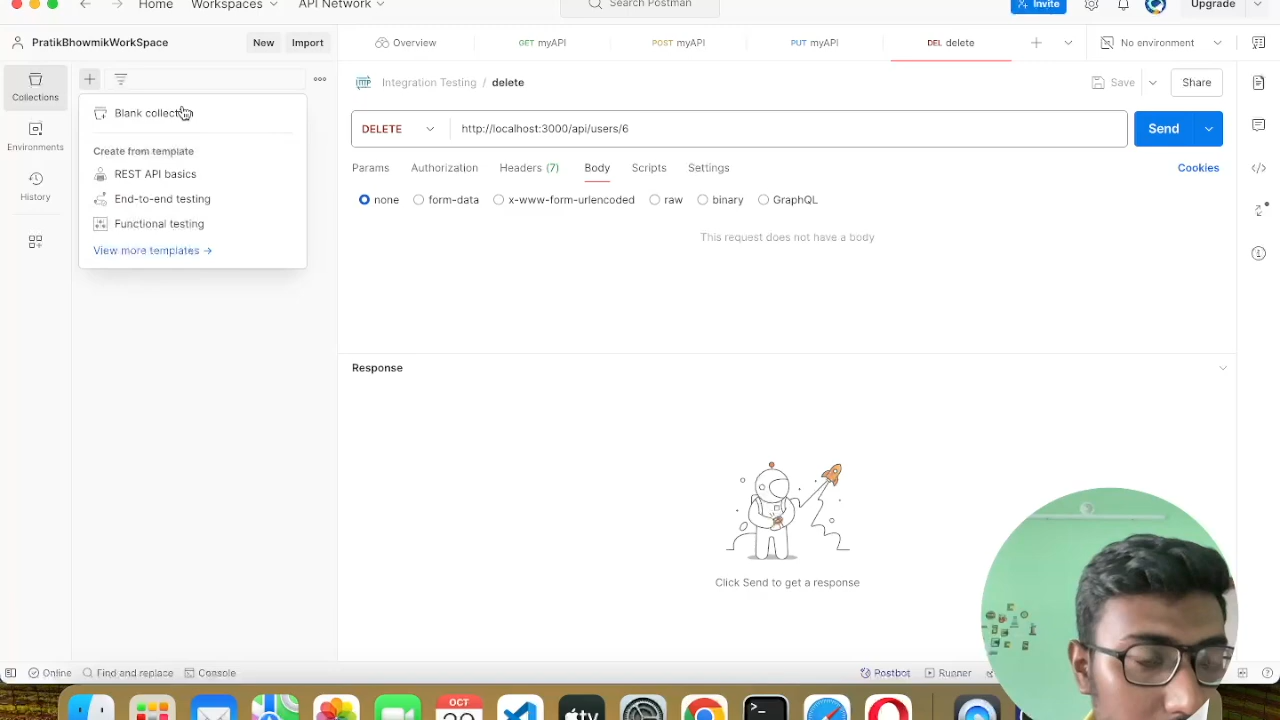 Home Workspaces API Network Search Postman Invite Upgrade
PratikBhowmikWorkSpace New Import Overview GET myAPI POST myAPI PUT myAPI DEL delete No environment
Collections
Environments
History
Blank collection
Create from template
REST API basics
End-to-end testing
Functional testing
View more templates →
Integration Testing / delete Save Share
DELETE http://localhost:3000/api/users/6 Send
Params Authorization Headers (7) Body Scripts Settings Cookies
none form-data x-www-form-urlencoded raw binary GraphQL
This request does not have a body
Response
Click Send to get a response
Online Find and replace Console Postbot Runner
OCT
tv